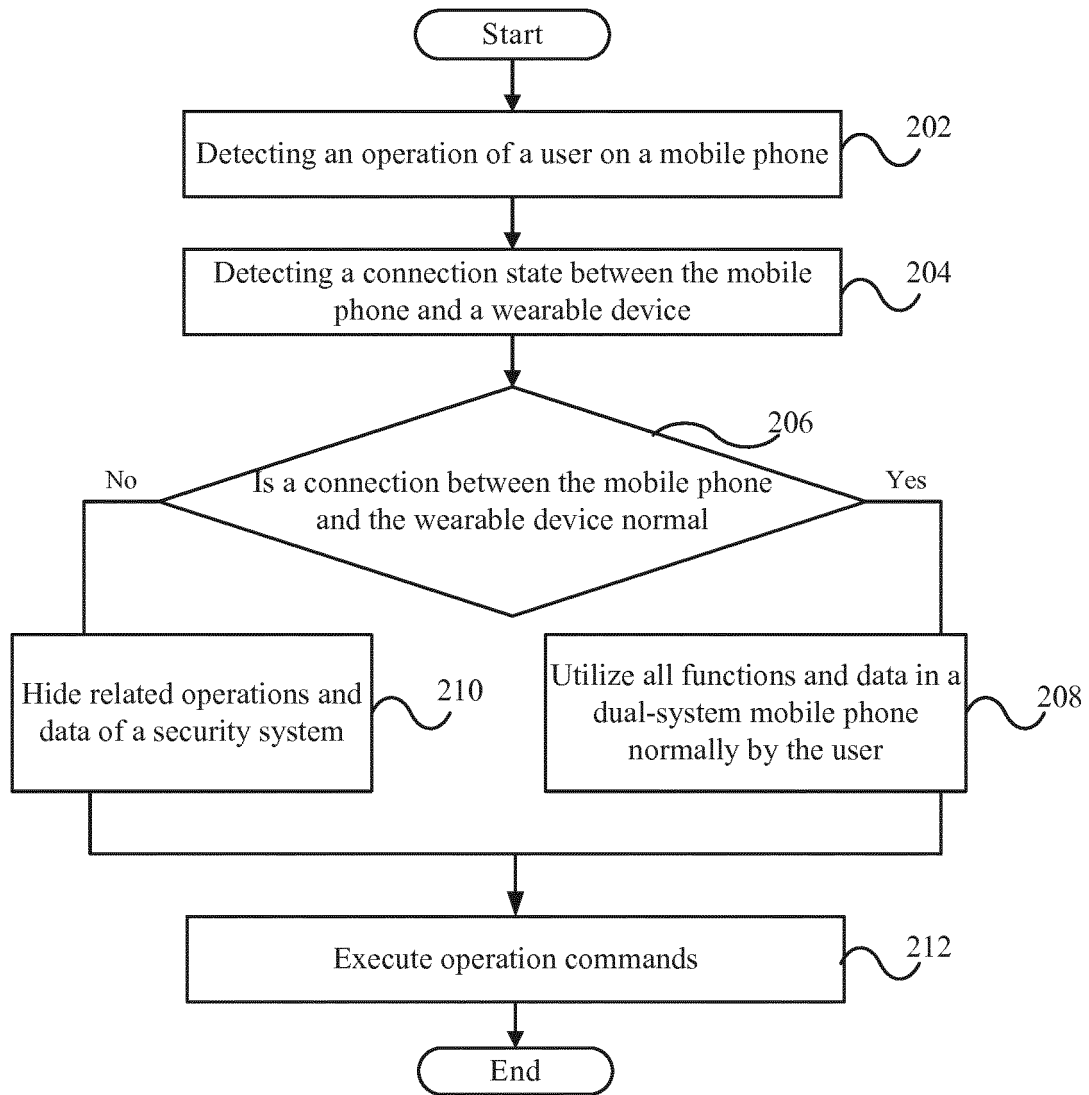 Start
Detecting an operation of a user on a mobile phone
202
Detecting a connection state between the mobile
phone and a wearable device
204
206
No
Is a connection between the mobile phone
and the wearable device normal
Yes
Hide related operations and
data of a security system
210
Utilize all functions and data in a
dual-system mobile phone
normally by the user
208
Execute operation commands
212
End